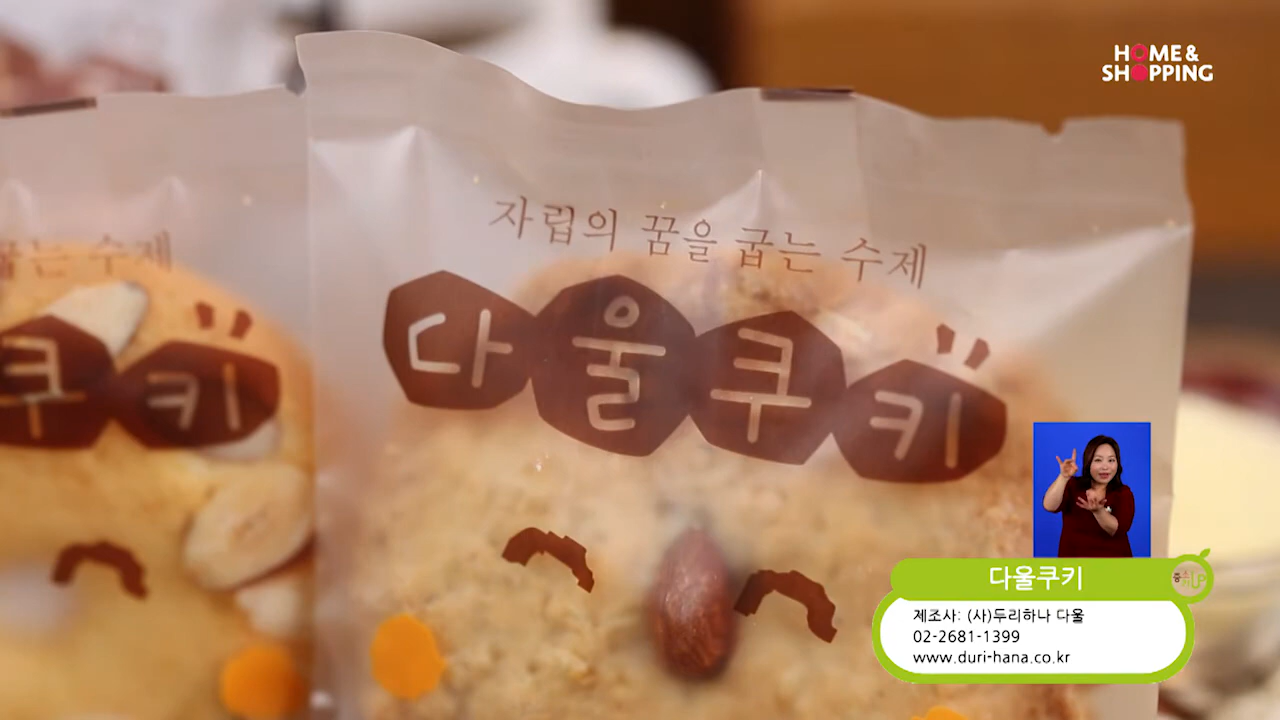 HOME &
SHOPPING
자립의 꿈을 굽는 수제
다울쿠키
굽는 수제
쿠키
다울쿠키
제조사: (사)두리하나 다울
02-2681-1399
www.duri-hana.co.kr